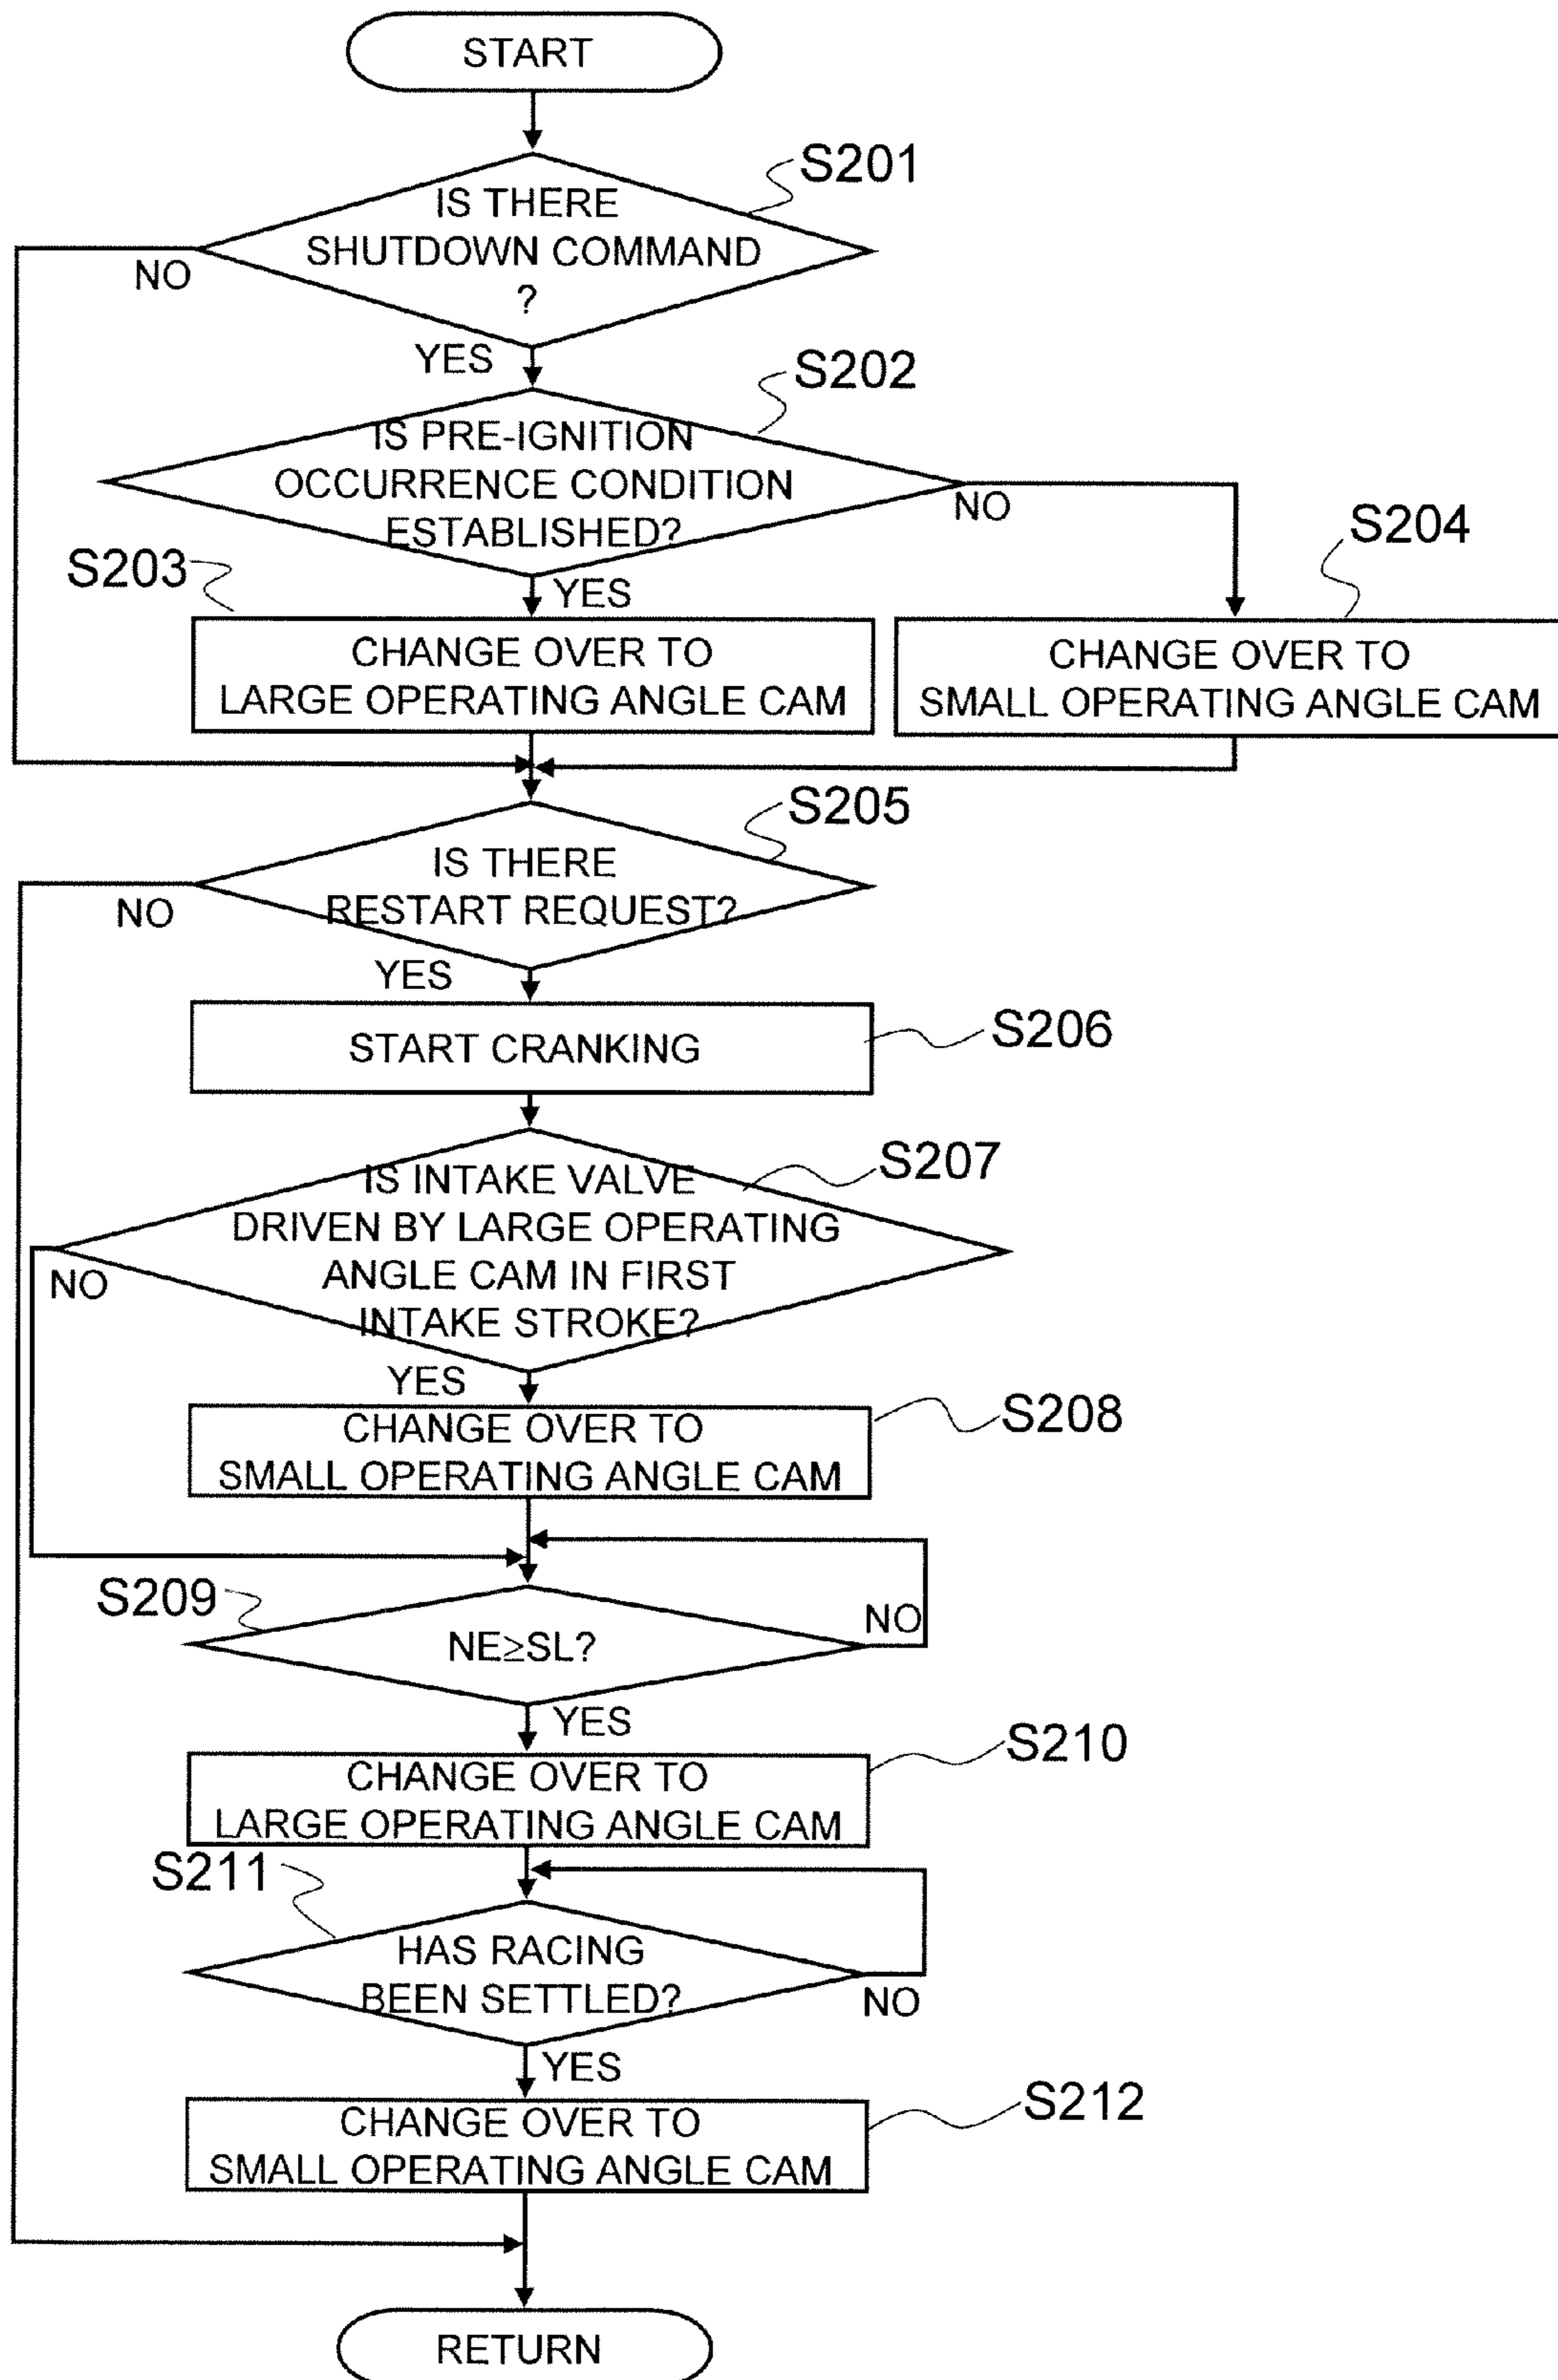 START
S201
IS THERE
SHUTDOWN COMMAND
?
NO
YES
S202
IS PRE-IGNITION
OCCURRENCE CONDITION
ESTABLISHED?
NO
S204
S203
YES
CHANGE OVER TO
LARGE OPERATING ANGLE CAM
CHANGE OVER TO
SMALL OPERATING ANGLE CAM
S205
IS THERE
RESTART REQUEST?
NO
YES
START CRANKING
S206
S207
IS INTAKE VALVE
DRIVEN BY LARGE OPERATING
ANGLE CAM IN FIRST
INTAKE STROKE?
NO
YES
S208
CHANGE OVER TO
SMALL OPERATING ANGLE CAM
S209
NO
NE≥SL?
YES
S210
CHANGE OVER TO
LARGE OPERATING ANGLE CAM
S211
HAS RACING
BEEN SETTLED?
NO
YES
S212
CHANGE OVER TO
SMALL OPERATING ANGLE CAM
RETURN